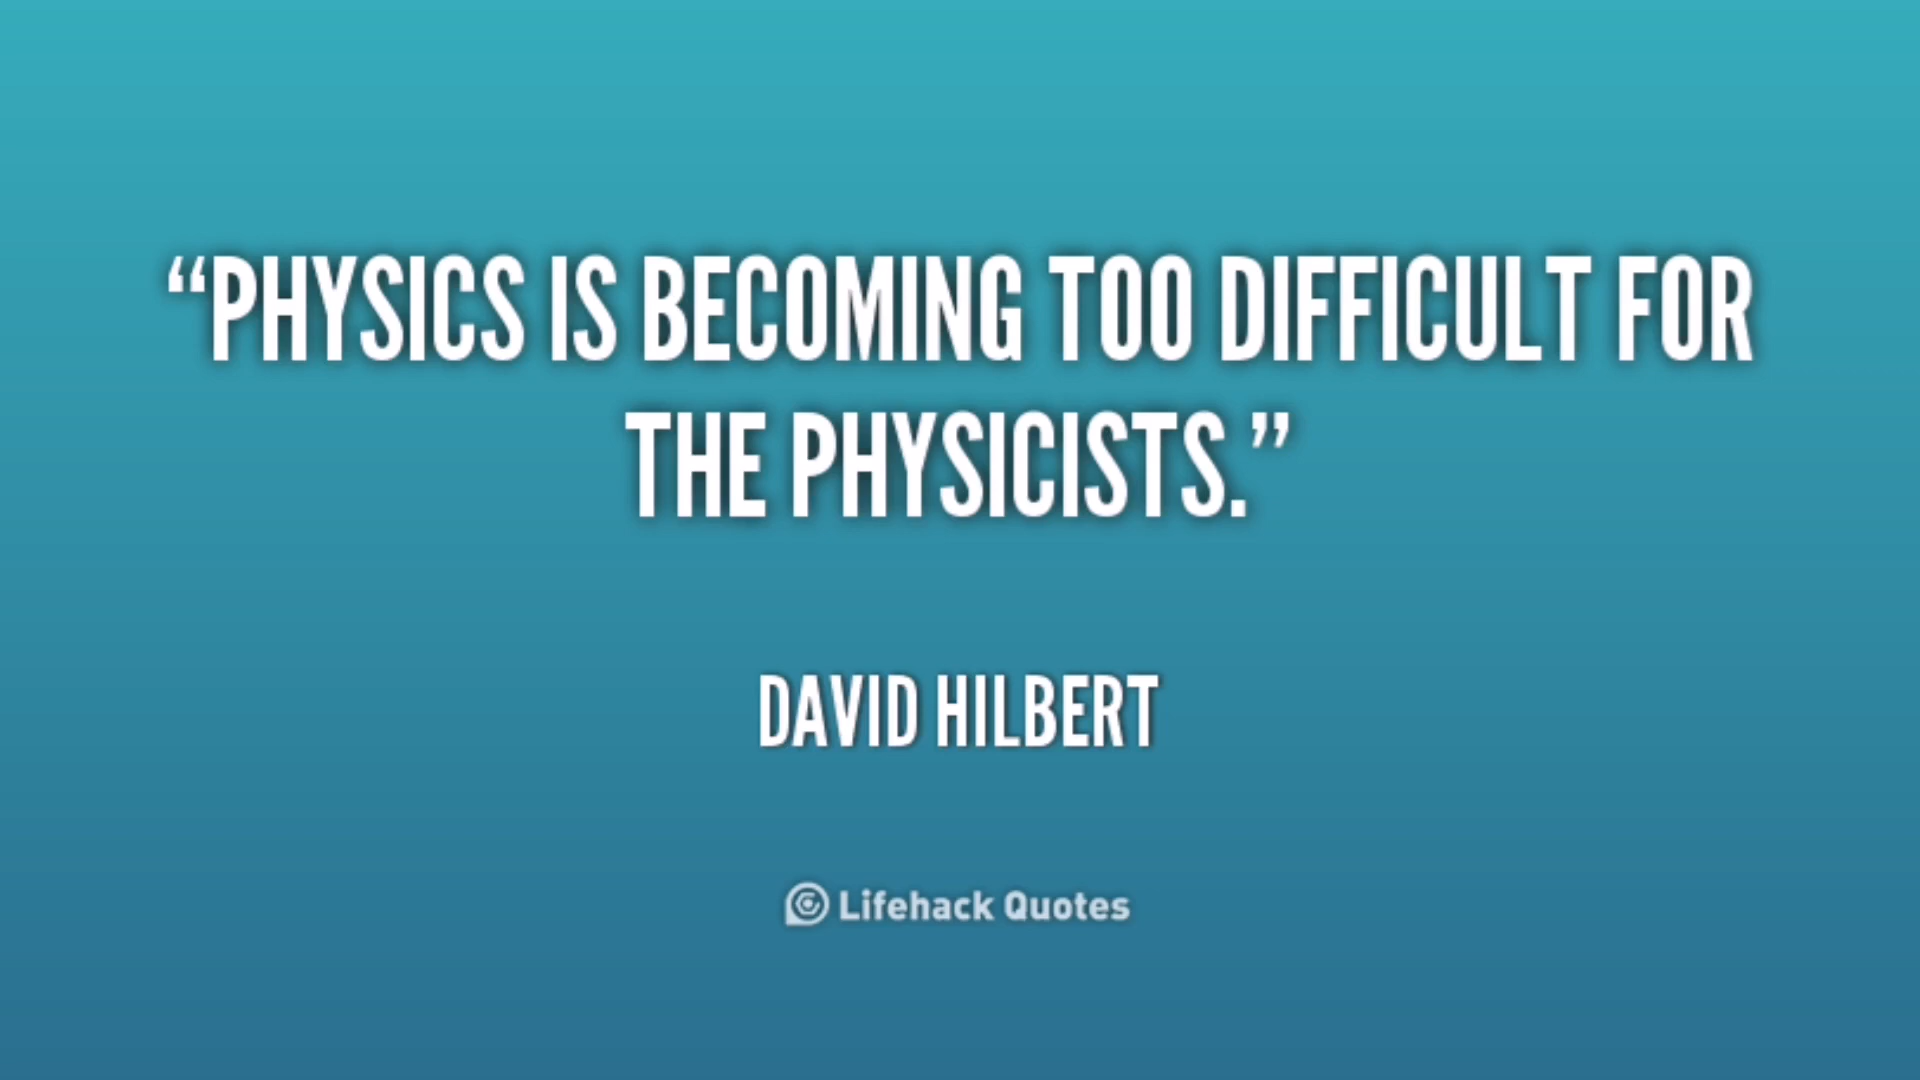 “PHYSICS IS BECOMING TOO DIFFICULT FOR
THE PHYSICISTS.”
DAVID HILBERT
Lifehack Quotes